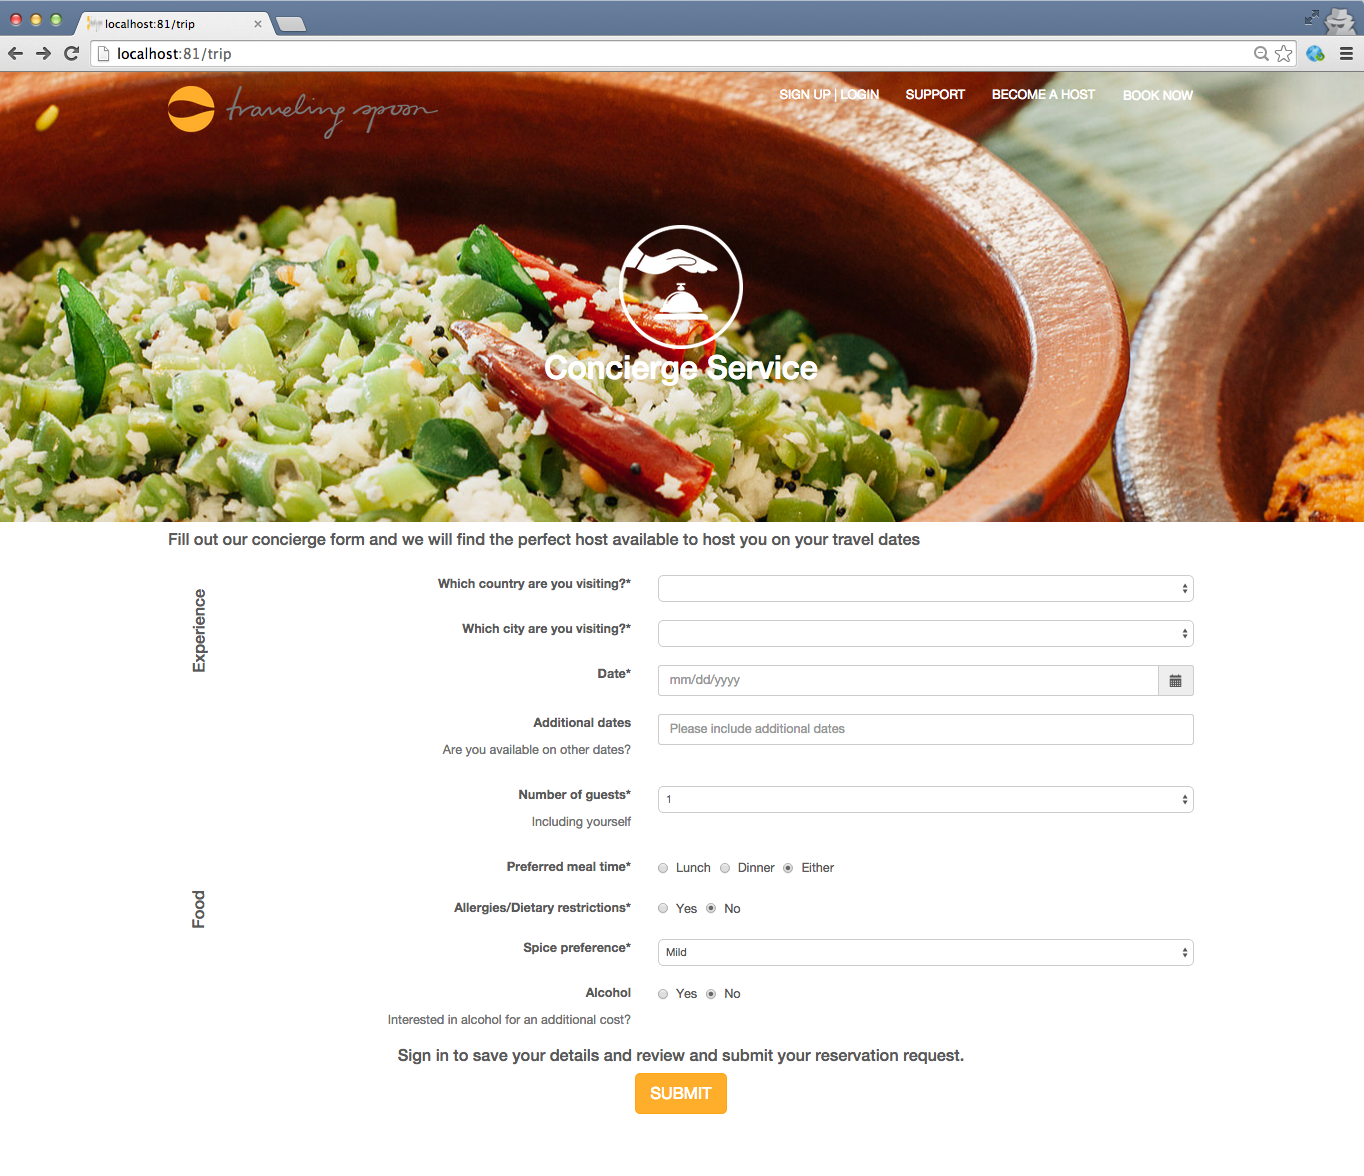 localhost:81/trip
localhost:81/trip
traveling spoon
SIGN UP | LOGIN SUPPORT BECOME A HOST BOOK NOW
Concierge Service
Fill out our concierge form and we will find the perfect host available to host you on your travel dates
Experience
Which country are you visiting?*
Which city are you visiting?*
Date* mm/dd/yyyy
Additional dates Please include additional dates
Are you available on other dates?
Number of guests* 1
Including yourself
Food
Preferred meal time* Lunch Dinner Either
Allergies/Dietary restrictions* Yes No
Spice preference* Mild
Alcohol Yes No
Interested in alcohol for an additional cost?
Sign in to save your details and review and submit your reservation request.
SUBMIT